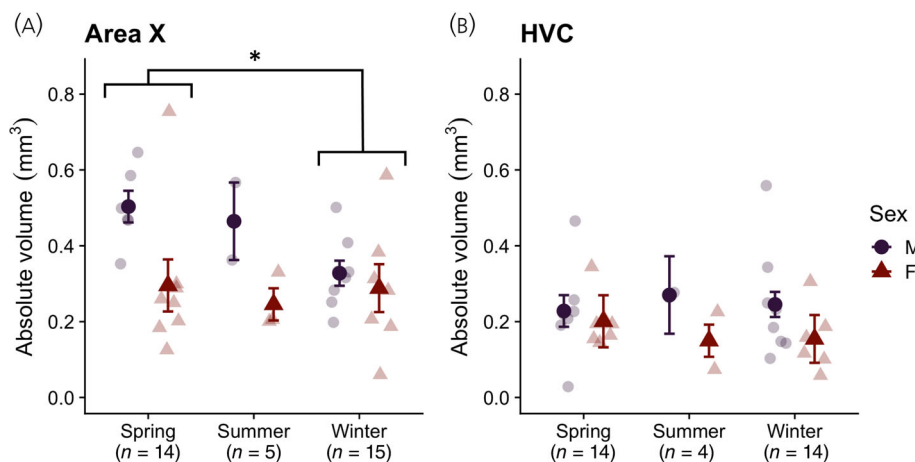 (A) Area X
*
Absolute volume (mm³)
0.8
0.6
0.4
0.2
0.0
Spring Summer Winter
(n = 14) (n = 5) (n = 15)
(B) HVC
Absolute volume (mm³)
0.8
0.6
0.4
0.2
0.0
Spring Summer Winter
(n = 14) (n = 4) (n = 14)
Sex
M
F